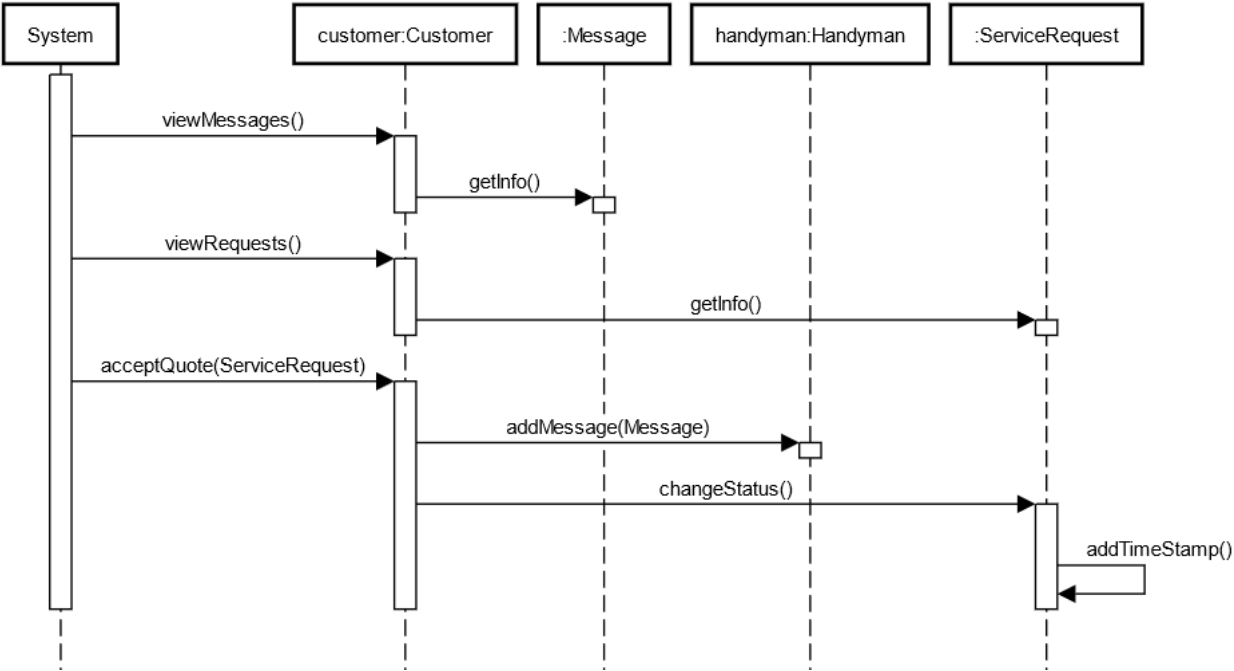 System
customer:Customer
:Message
handyman:Handyman
:ServiceRequest
viewMessages()
getInfo()
viewRequests()
getInfo()
acceptQuote(ServiceRequest)
addMessage(Message)
changeStatus()
addTimeStamp()